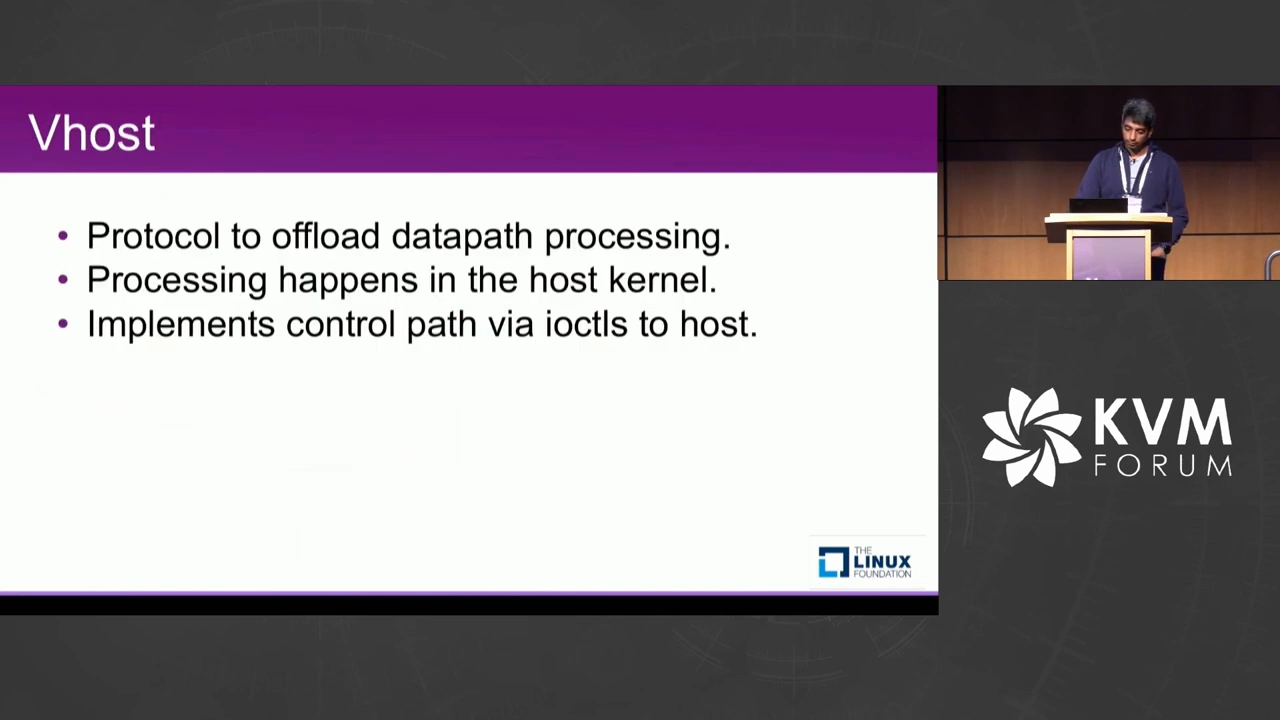 Vhost
• Protocol to offload datapath processing.
• Processing happens in the host kernel.
• Implements control path via ioctls to host.
THE
LINUX
FOUNDATION
KVM
FORUM